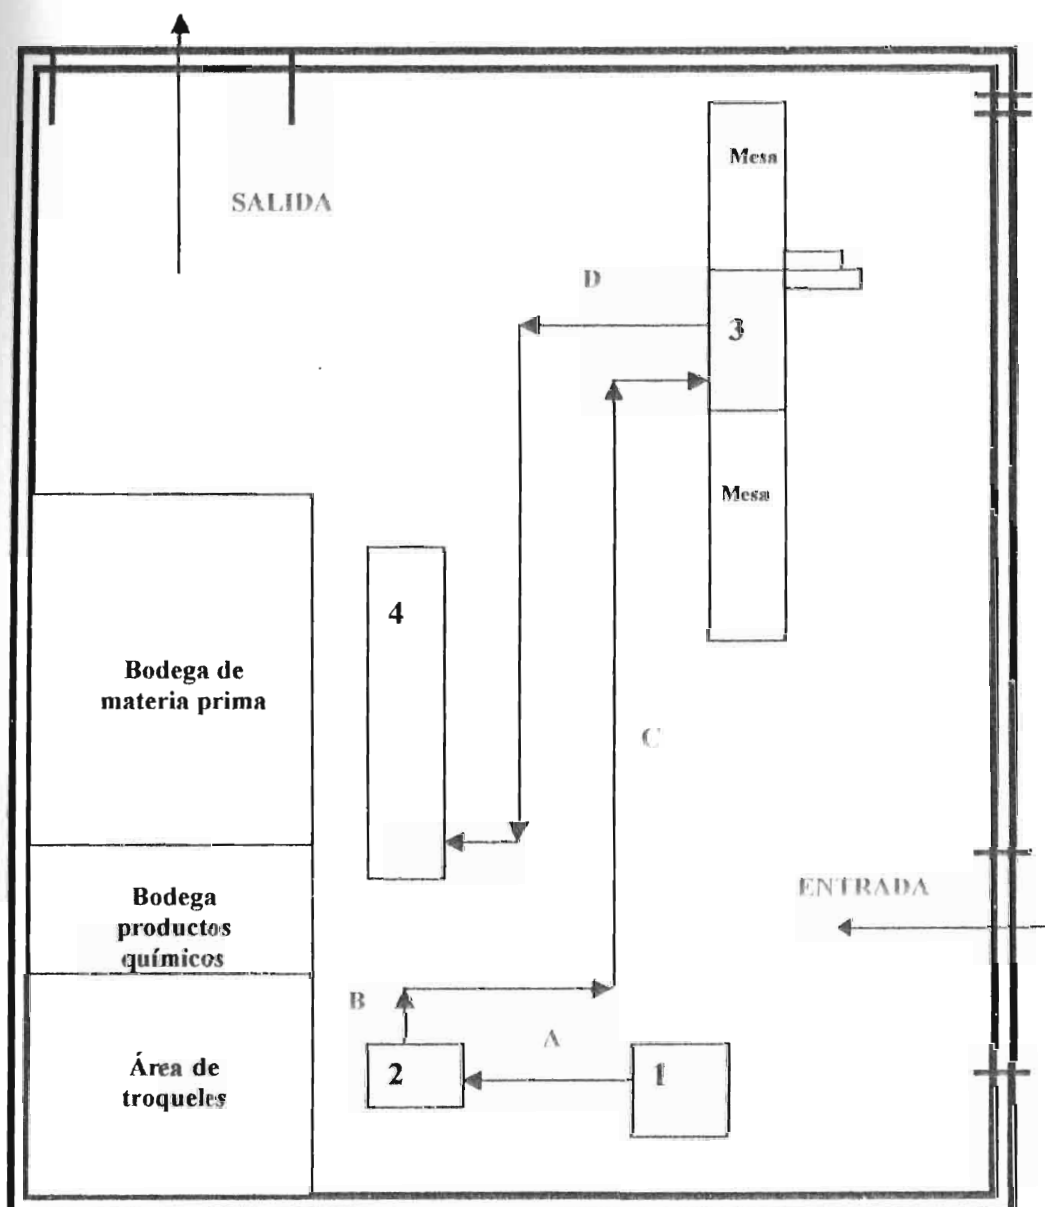 SALIDA
Mesa
D
3
Mesa
4
Bodega de
materia prima
C
ENTRADA
Bodega
productos
químicos
B
A
2
1
Área de
troqueles